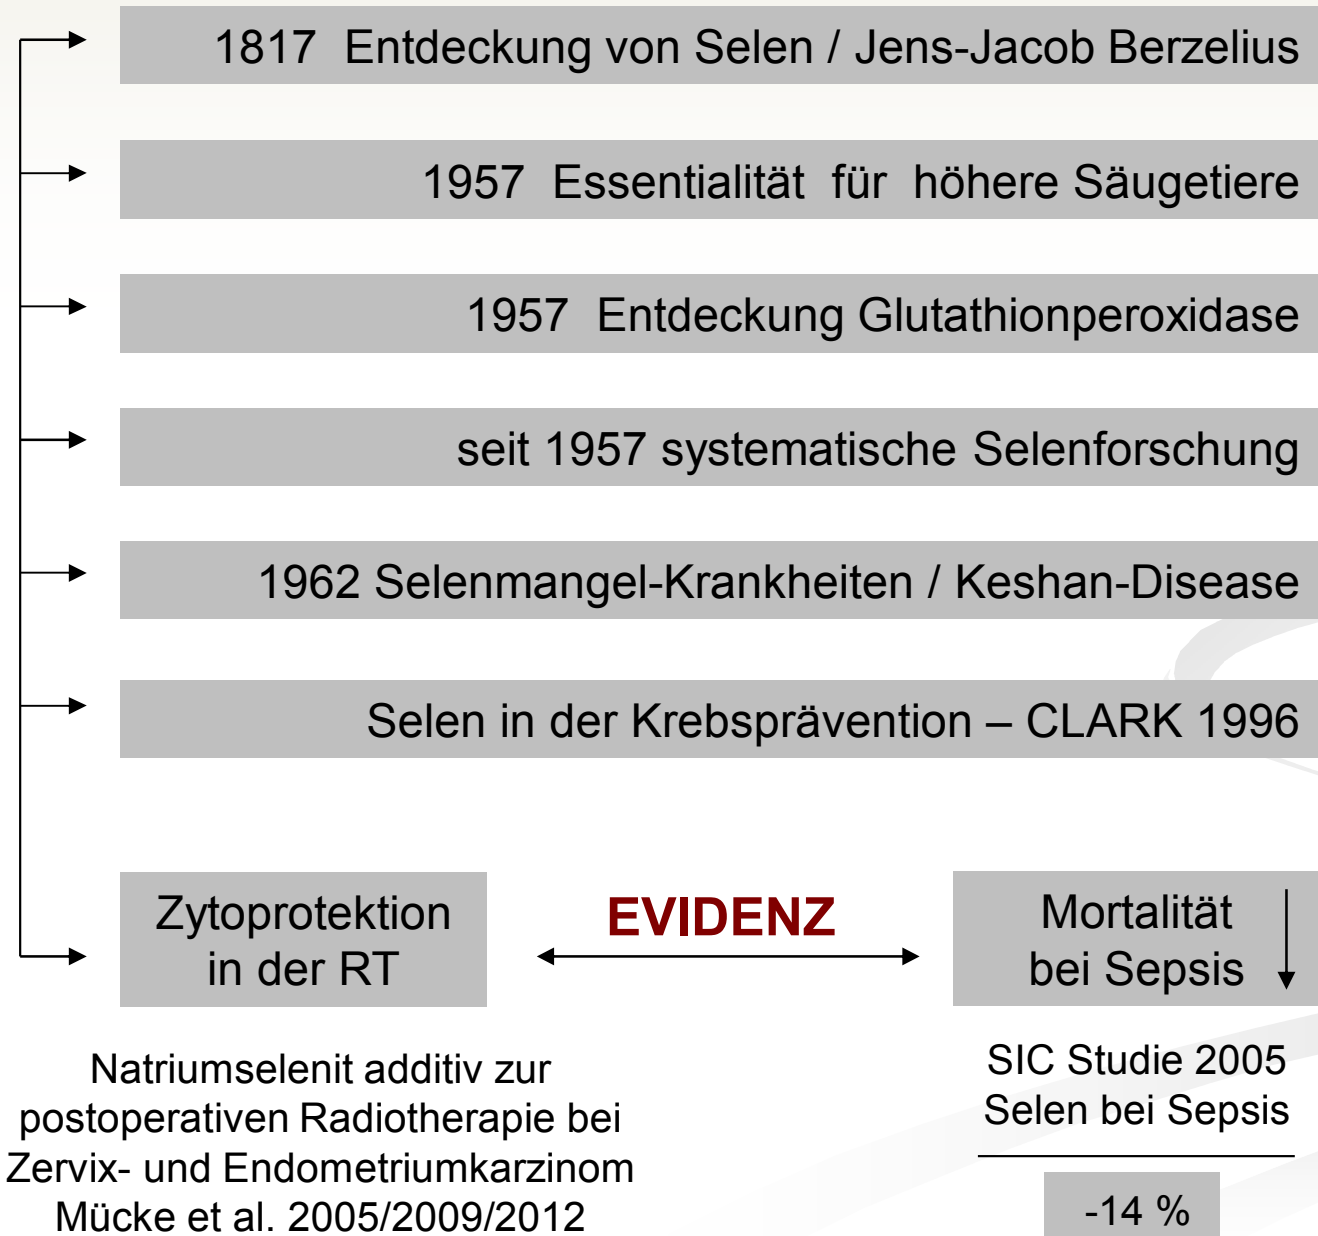 1817 Entdeckung von Selen / Jens-Jacob Berzelius
1957 Essentialität für höhere Säugetiere
1957 Entdeckung Glutathionperoxidase
seit 1957 systematische Selenforschung
1962 Selenmangel-Krankheiten / Keshan-Disease
Selen in der Krebsprävention – CLARK 1996
Zytoprotektion
in der RT
EVIDENZ
Mortalität
bei Sepsis
Natriumselenit additiv zur
postoperativen Radiotherapie bei
Zervix- und Endometriumkarzinom
Mücke et al. 2005/2009/2012
SIC Studie 2005
Selen bei Sepsis
-14 %